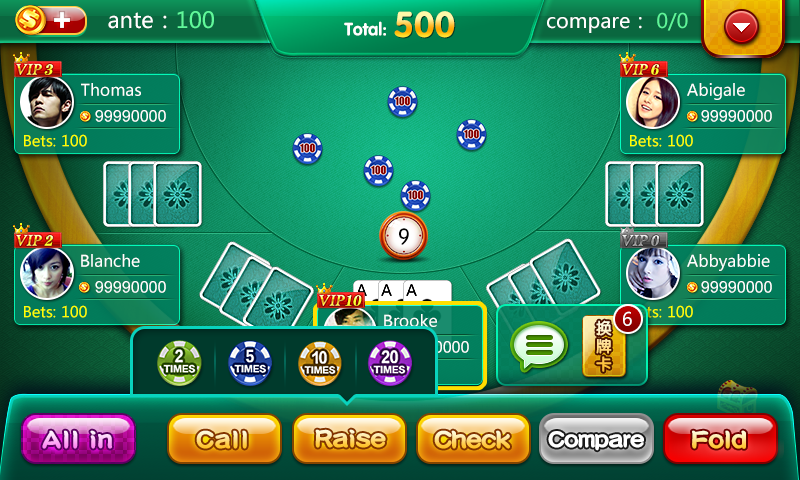 ante : 100
Total: 500
compare : 0/0
VIP 3
Thomas
99990000
Bets: 100
VIP 6
Abigale
99990000
Bets: 100
100
100
100
100
100
9
VIP 2
Blanche
99990000
Bets: 100
VIP 0
Abbyabbie
99990000
: 100
A A A
VIP10
Brooke
0000
换牌卡
6
2 TIMES
5 TIMES
10 TIMES
20 TIMES
All in
Call
Raise
Check
Compare
Fold